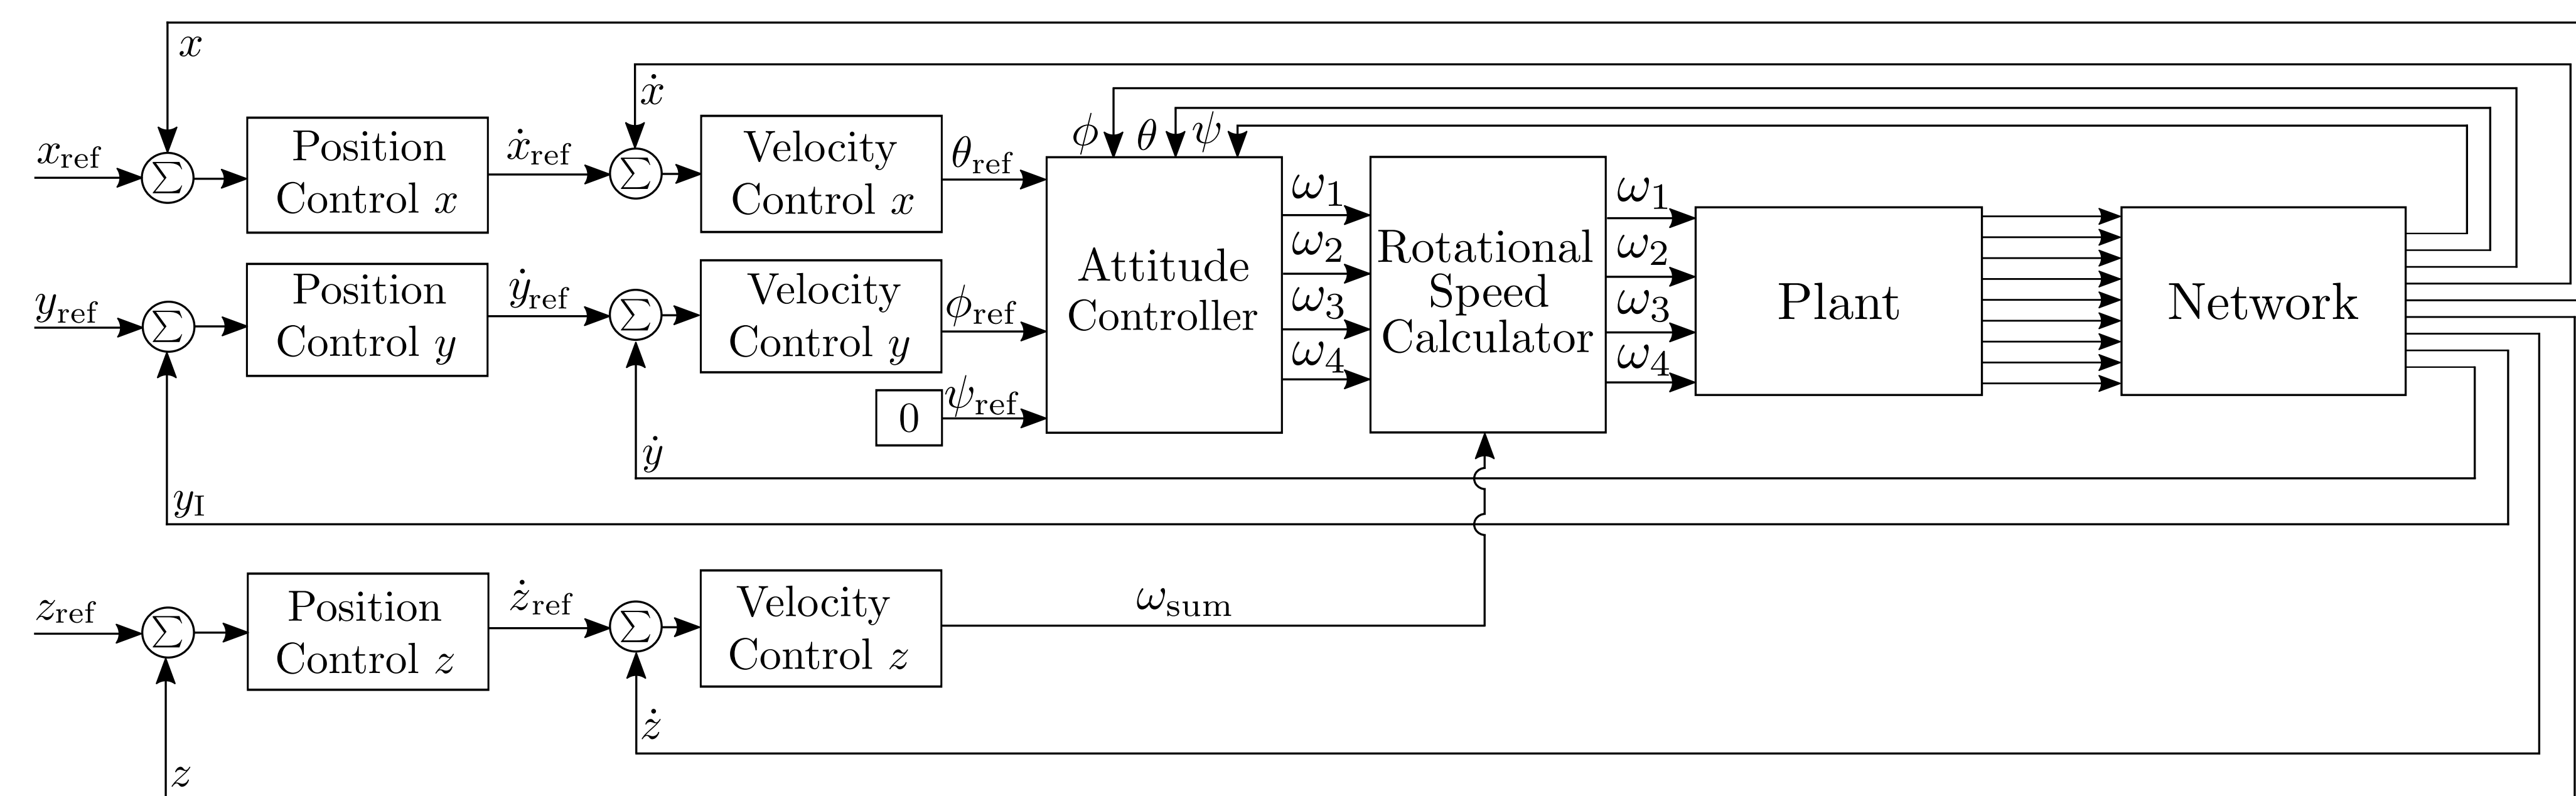 x
ẋ
ϕ θ ψ
x_ref
Σ
Position
Control x
ẋ_ref
Σ
Velocity
Control x
θ_ref
y_ref
Σ
Position
Control y
ẏ_ref
Σ
Velocity
Control y
ϕ_ref
0
ψ_ref
ẏ
y_I
Attitude
Controller
ω1
ω2
ω3
ω4
Rotational
Speed
Calculator
ω1
ω2
ω3
ω4
Plant
Network
z_ref
Σ
Position
Control z
ż_ref
Σ
Velocity
Control z
ω_sum
ż
z